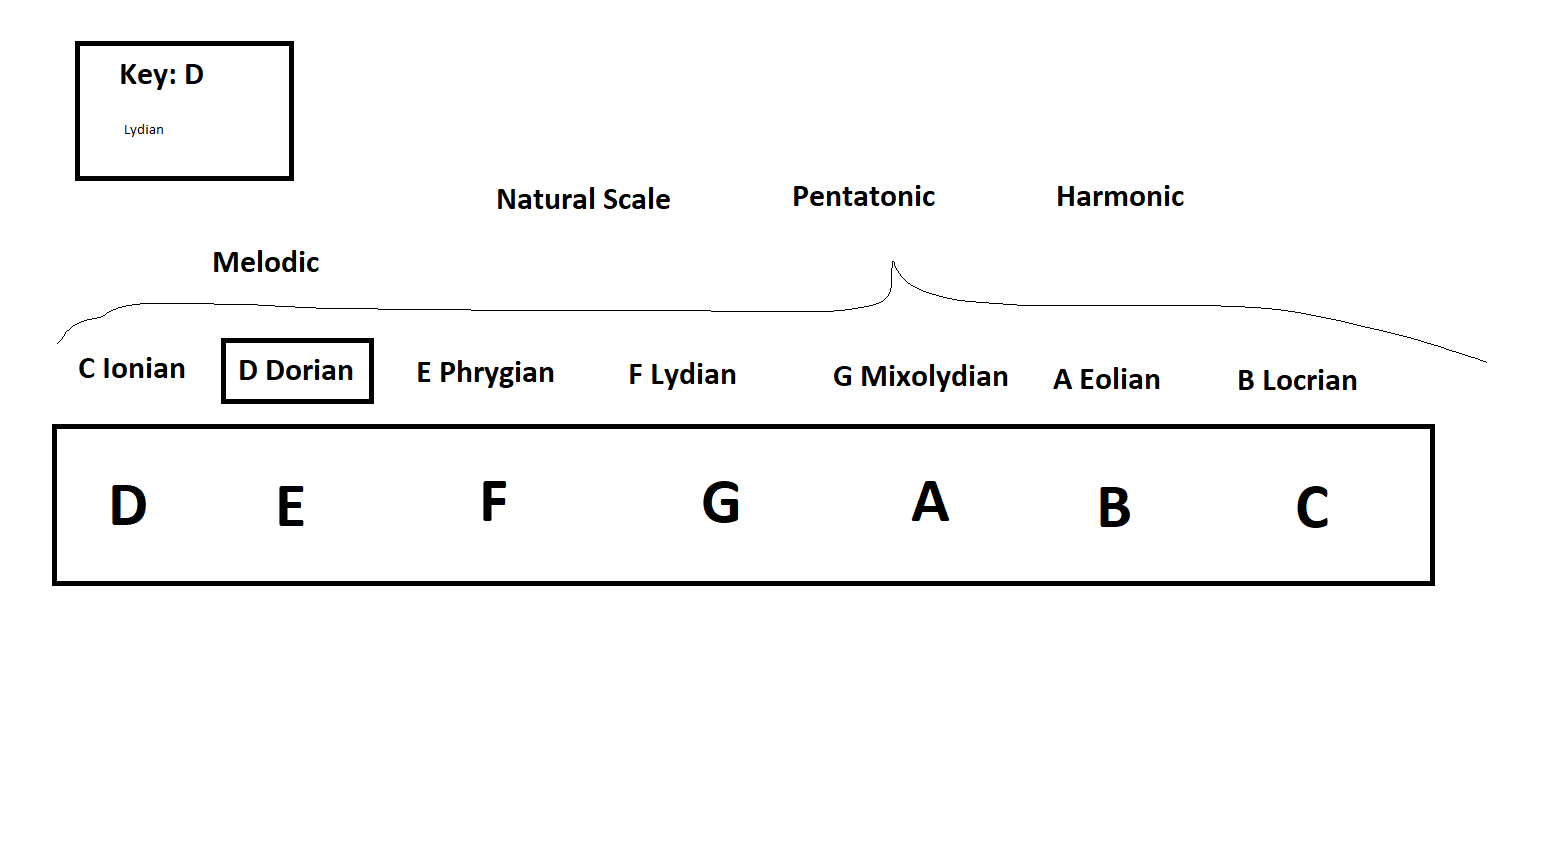 Key: D
Lydian
Natural Scale Pentatonic Harmonic
Melodic
C Ionian D Dorian E Phrygian F Lydian G Mixolydian A Eolian B Locrian
D E F G A B C